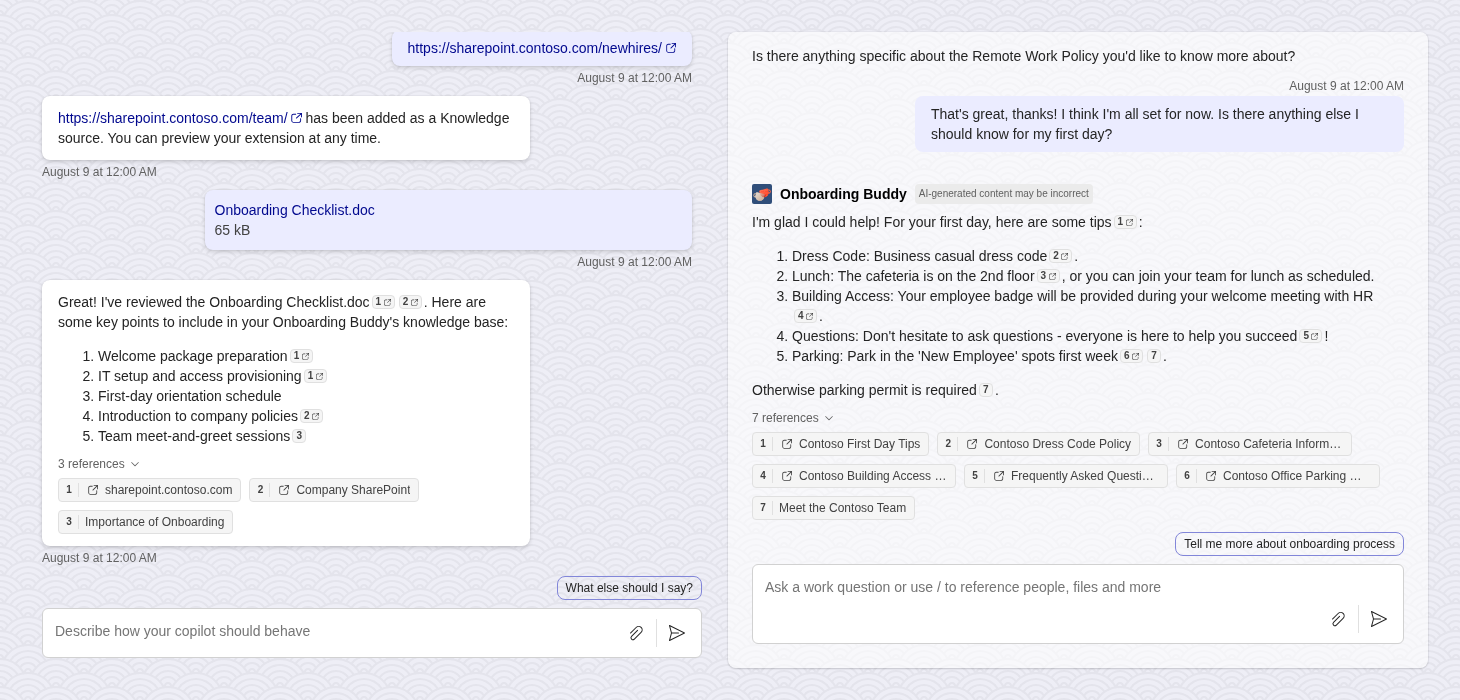 https://sharepoint.contoso.com/newhires/
August 9 at 12:00 AM
https://sharepoint.contoso.com/team/ has been added as a Knowledge
source. You can preview your extension at any time.
August 9 at 12:00 AM
Onboarding Checklist.doc
65 kB
August 9 at 12:00 AM
Great! I've reviewed the Onboarding Checklist.doc 1 2 . Here are
some key points to include in your Onboarding Buddy's knowledge base:
1. Welcome package preparation 1
2. IT setup and access provisioning 1
3. First-day orientation schedule
4. Introduction to company policies 2
5. Team meet-and-greet sessions 3
3 references
1 sharepoint.contoso.com 2 Company SharePoint
3 Importance of Onboarding
August 9 at 12:00 AM
What else should I say?
Describe how your copilot should behave
Is there anything specific about the Remote Work Policy you'd like to know more about?
August 9 at 12:00 AM
That's great, thanks! I think I'm all set for now. Is there anything else I
should know for my first day?
Onboarding Buddy AI-generated content may be incorrect
I'm glad I could help! For your first day, here are some tips 1 :
1. Dress Code: Business casual dress code 2 .
2. Lunch: The cafeteria is on the 2nd floor 3 , or you can join your team for lunch as scheduled.
3. Building Access: Your employee badge will be provided during your welcome meeting with HR
4 .
4. Questions: Don't hesitate to ask questions - everyone is here to help you succeed 5 !
5. Parking: Park in the 'New Employee' spots first week 6 7 .
Otherwise parking permit is required 7 .
7 references
1 Contoso First Day Tips 2 Contoso Dress Code Policy 3 Contoso Cafeteria Inform…
4 Contoso Building Access … 5 Frequently Asked Questi… 6 Contoso Office Parking …
7 Meet the Contoso Team
Tell me more about onboarding process
Ask a work question or use / to reference people, files and more